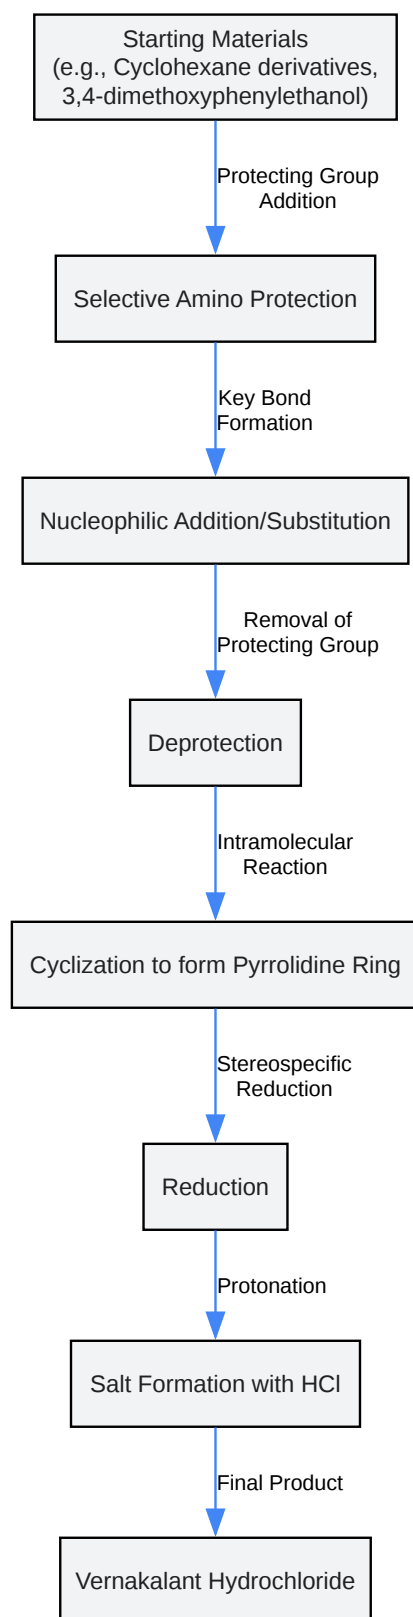 Starting Materials
(e.g., Cyclohexane derivatives,
3,4-dimethoxyphenylethanol)
Protecting Group
Addition
Selective Amino Protection
Key Bond
Formation
Nucleophilic Addition/Substitution
Removal of
Protecting Group
Deprotection
Intramolecular
Reaction
Cyclization to form Pyrrolidine Ring
Stereospecific
Reduction
Reduction
Protonation
Salt Formation with HCl
Final Product
Vernakalant Hydrochloride